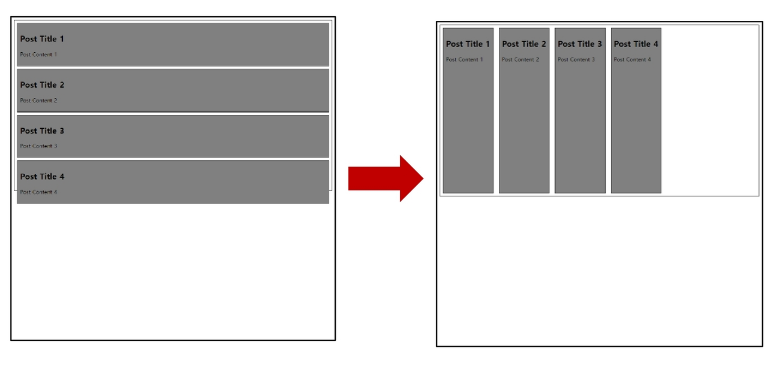 Post Title 1
Post Content 1
Post Title 2
Post Content 2
Post Title 3
Post Content 3
Post Title 4
Post Content 4
Post Title 1
Post Content 1
Post Title 2
Post Content 2
Post Title 3
Post Content 3
Post Title 4
Post Content 4